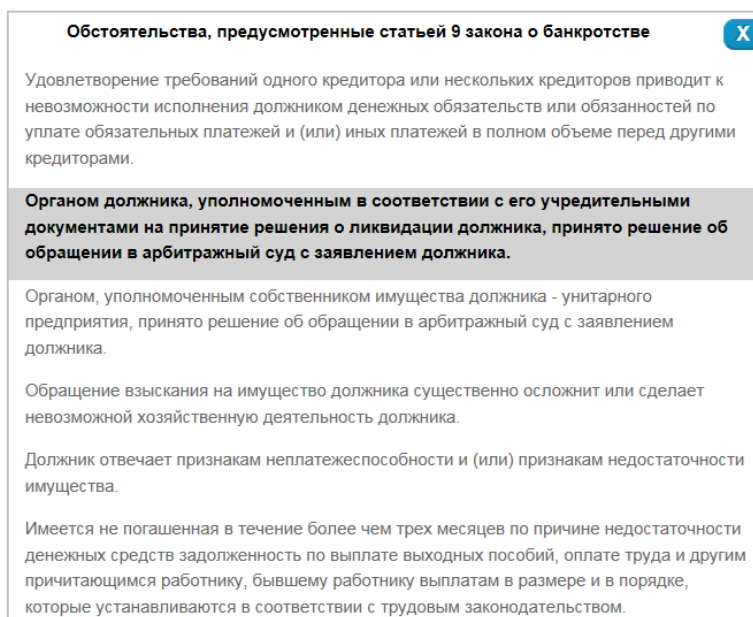 Обстоятельства, предусмотренные статьей 9 закона о банкротстве
X
Удовлетворение требований одного кредитора или нескольких кредиторов приводит к
невозможности исполнения должником денежных обязательств или обязанностей по
уплате обязательных платежей и (или) иных платежей в полном объеме перед другими
кредиторами.
Органом должника, уполномоченным в соответствии с его учредительными
документами на принятие решения о ликвидации должника, принято решение об
обращении в арбитражный суд с заявлением должника.
Органом, уполномоченным собственником имущества должника - унитарного
предприятия, принято решение об обращении в арбитражный суд с заявлением
должника.
Обращение взыскания на имущество должника существенно осложнит или сделает
невозможной хозяйственную деятельность должника.
Должник отвечает признакам неплатежеспособности и (или) признакам недостаточности
имущества.
Имеется не погашенная в течение более чем трех месяцев по причине недостаточности
денежных средств задолженность по выплате выходных пособий, оплате труда и другим
причитающимся работнику, бывшему работнику выплатам в размере и в порядке,
которые устанавливаются в соответствии с трудовым законодательством.